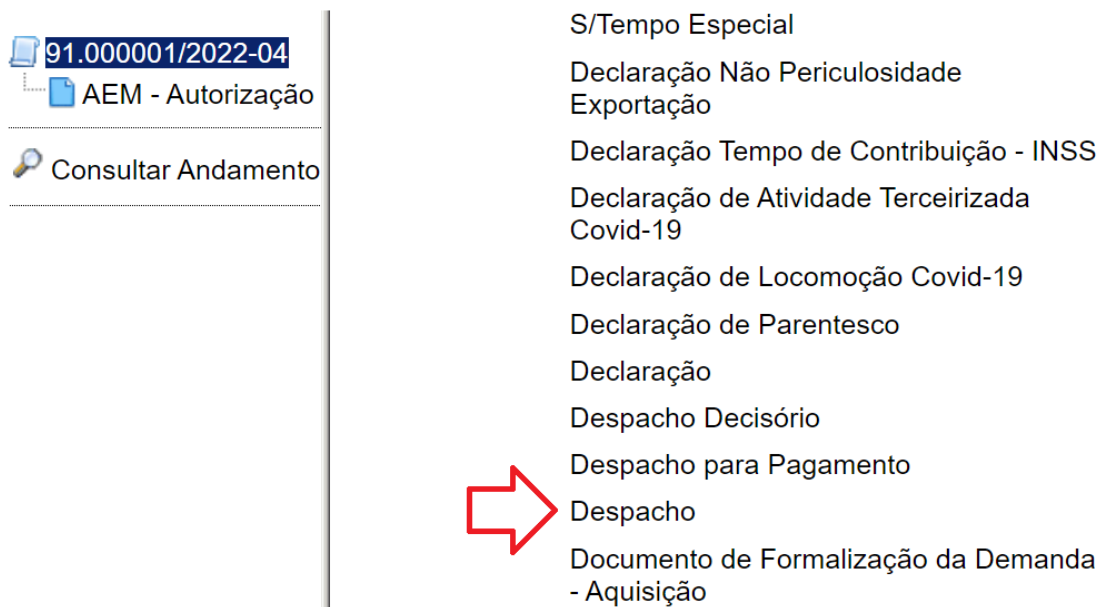 91.000001/2022-04
AEM - Autorização
Consultar Andamento
S/Tempo Especial
Declaração Não Periculosidade
Exportação
Declaração Tempo de Contribuição - INSS
Declaração de Atividade Terceirizada
Covid-19
Declaração de Locomoção Covid-19
Declaração de Parentesco
Declaração
Despacho Decisório
Despacho para Pagamento
Despacho
Documento de Formalização da Demanda
- Aquisição